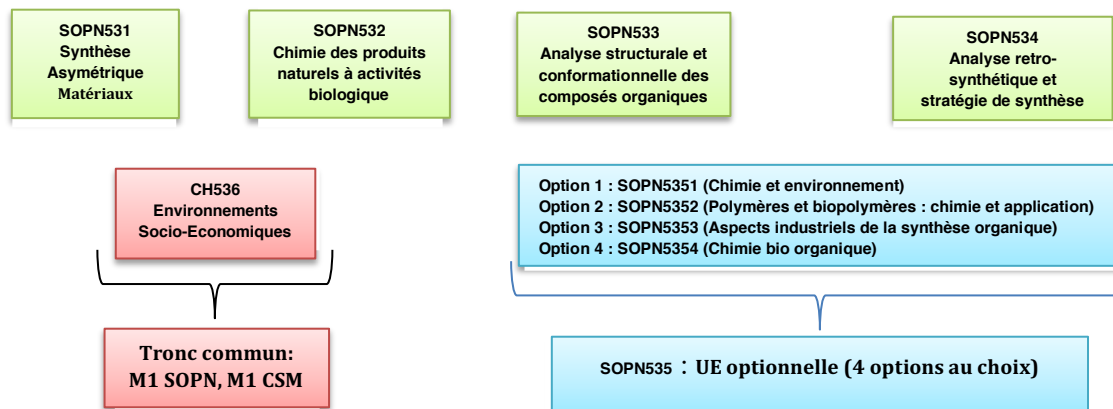 SOPN531
Synthèse
Asymétrique
Matériaux
SOPN532
Chimie des produits
naturels à activités
biologique
SOPN533
Analyse structurale et
conformationnelle des
composés organiques
SOPN534
Analyse retro-
synthétique et
stratégie de synthèse
CH536
Environnements
Socio-Economiques
Option 1 : SOPN5351 (Chimie et environnement)
Option 2 : SOPN5352 (Polymères et biopolymères : chimie et application)
Option 3 : SOPN5353 (Aspects industriels de la synthèse organique)
Option 4 : SOPN5354 (Chimie bio organique)
Tronc commun:
M1 SOPN, M1 CSM
SOPN535 : UE optionnelle (4 options au choix)